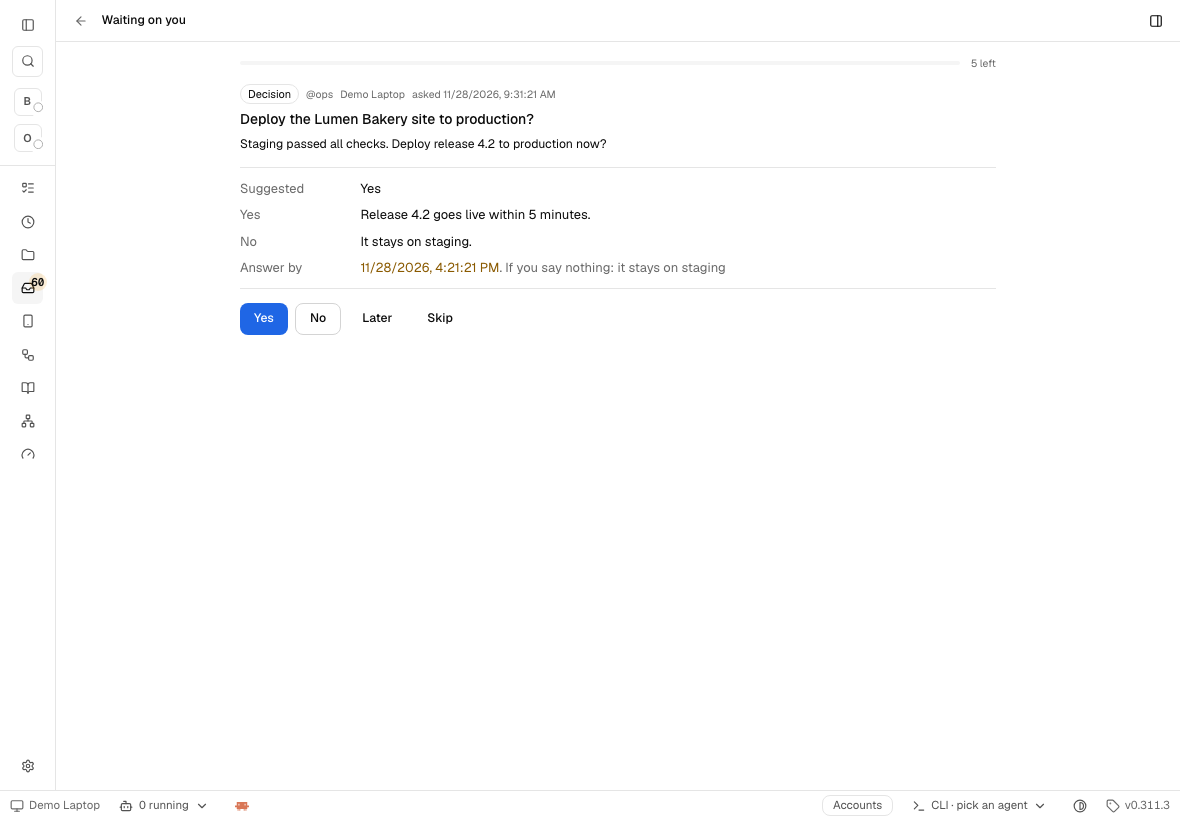 Waiting on you
5 left
Decision @ops Demo Laptop asked 11/28/2026, 9:31:21 AM
Deploy the Lumen Bakery site to production?
Staging passed all checks. Deploy release 4.2 to production now?
Suggested Yes
Yes Release 4.2 goes live within 5 minutes.
No It stays on staging.
Answer by 11/28/2026, 4:21:21 PM. If you say nothing: it stays on staging
Yes No Later Skip
B
O
60
Demo Laptop 0 running Accounts CLI · pick an agent v0.311.3